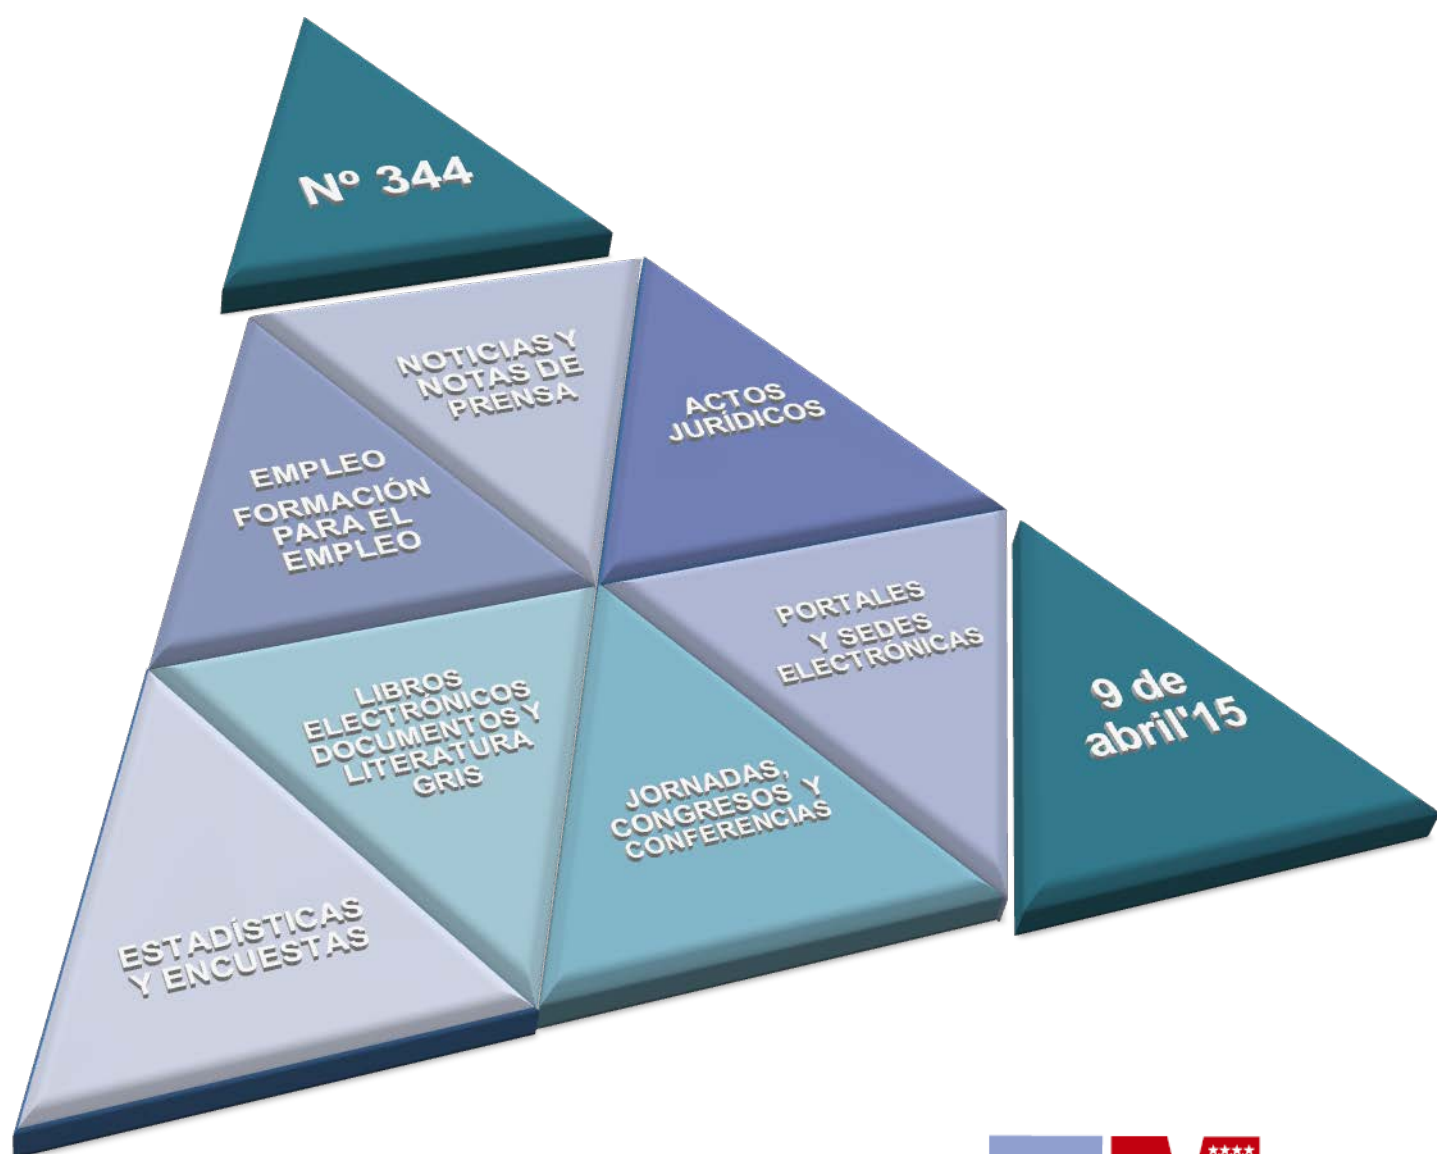 Nº 344
NOTICIAS Y
NOTAS DE
PRENSA
ACTOS
JURÍDICOS
EMPLEO
FORMACIÓN
PARA EL
EMPLEO
PORTALES
Y SEDES
ELECTRÓNICAS
LIBROS
ELECTRÓNICOS
DOCUMENTOS Y
LITERATURA
GRIS
JORNADAS,
CONGRESOS Y
CONFERENCIAS
ESTADÍSTICAS
Y ENCUESTAS
9 de
abril'15